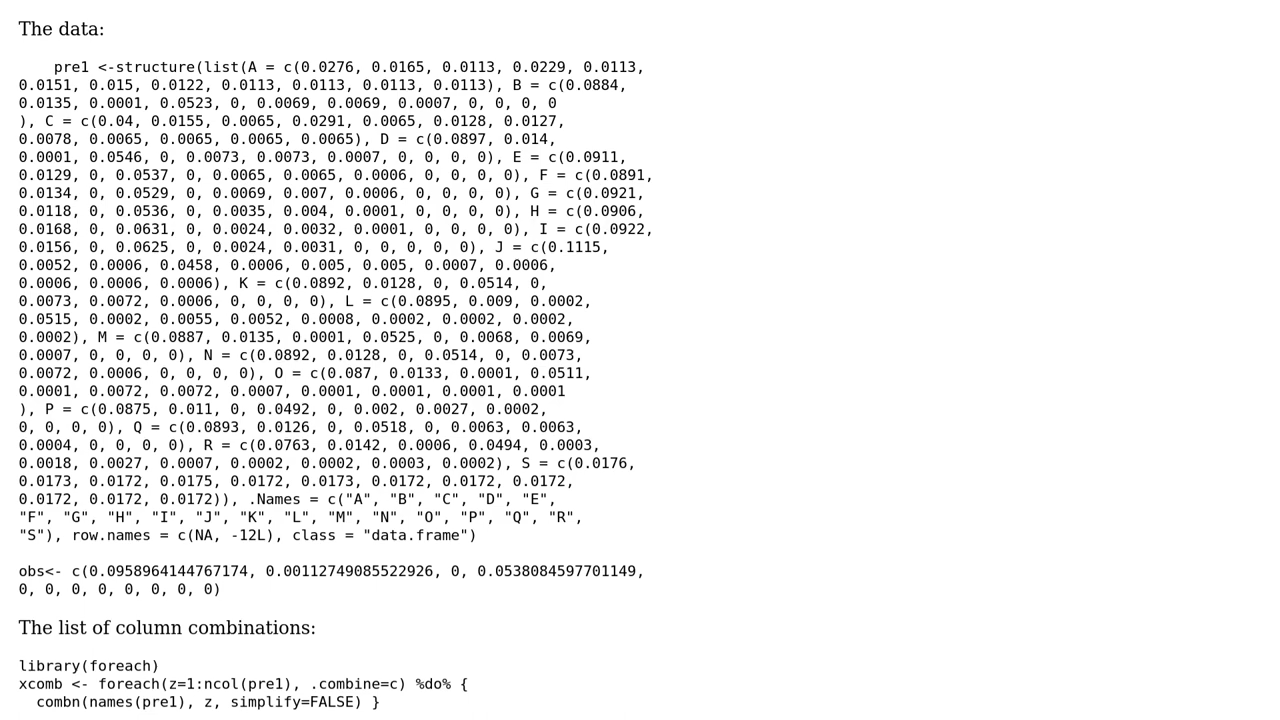 The data:
    pre1 <-structure(list(A = c(0.0276, 0.0165, 0.0113, 0.0229, 0.0113,
0.0151, 0.015, 0.0122, 0.0113, 0.0113, 0.0113, 0.0113), B = c(0.0884,
0.0135, 0.0001, 0.0523, 0, 0.0069, 0.0069, 0.0007, 0, 0, 0, 0
), C = c(0.04, 0.0155, 0.0065, 0.0291, 0.0065, 0.0128, 0.0127,
0.0078, 0.0065, 0.0065, 0.0065, 0.0065), D = c(0.0897, 0.014,
0.0001, 0.0546, 0, 0.0073, 0.0073, 0.0007, 0, 0, 0, 0), E = c(0.0911,
0.0129, 0, 0.0537, 0, 0.0065, 0.0065, 0.0006, 0, 0, 0, 0), F = c(0.0891,
0.0134, 0, 0.0529, 0, 0.0069, 0.007, 0.0006, 0, 0, 0, 0), G = c(0.0921,
0.0118, 0, 0.0536, 0, 0.0035, 0.004, 0.0001, 0, 0, 0, 0), H = c(0.0906,
0.0168, 0, 0.0631, 0, 0.0024, 0.0032, 0.0001, 0, 0, 0, 0), I = c(0.0922,
0.0156, 0, 0.0625, 0, 0.0024, 0.0031, 0, 0, 0, 0, 0), J = c(0.1115,
0.0052, 0.0006, 0.0458, 0.0006, 0.005, 0.005, 0.0007, 0.0006,
0.0006, 0.0006, 0.0006), K = c(0.0892, 0.0128, 0, 0.0514, 0,
0.0073, 0.0072, 0.0006, 0, 0, 0, 0), L = c(0.0895, 0.009, 0.0002,
0.0515, 0.0002, 0.0055, 0.0052, 0.0008, 0.0002, 0.0002, 0.0002,
0.0002), M = c(0.0887, 0.0135, 0.0001, 0.0525, 0, 0.0068, 0.0069,
0.0007, 0, 0, 0, 0), N = c(0.0892, 0.0128, 0, 0.0514, 0, 0.0073,
0.0072, 0.0006, 0, 0, 0, 0), O = c(0.087, 0.0133, 0.0001, 0.0511,
0.0001, 0.0072, 0.0072, 0.0007, 0.0001, 0.0001, 0.0001, 0.0001
), P = c(0.0875, 0.011, 0, 0.0492, 0, 0.002, 0.0027, 0.0002,
0, 0, 0, 0), Q = c(0.0893, 0.0126, 0, 0.0518, 0, 0.0063, 0.0063,
0.0004, 0, 0, 0, 0), R = c(0.0763, 0.0142, 0.0006, 0.0494, 0.0003,
0.0018, 0.0027, 0.0007, 0.0002, 0.0002, 0.0003, 0.0002), S = c(0.0176,
0.0173, 0.0172, 0.0175, 0.0172, 0.0173, 0.0172, 0.0172, 0.0172,
0.0172, 0.0172, 0.0172)), .Names = c("A", "B", "C", "D", "E",
"F", "G", "H", "I", "J", "K", "L", "M", "N", "O", "P", "Q", "R",
"S"), row.names = c(NA, -12L), class = "data.frame")
obs<- c(0.0958964144767174, 0.00112749085522926, 0, 0.0538084597701149,
0, 0, 0, 0, 0, 0, 0, 0)
The list of column combinations:
library(foreach)
xcomb <- foreach(z=1:ncol(pre1), .combine=c) %do% {
  combn(names(pre1), z, simplify=FALSE) }